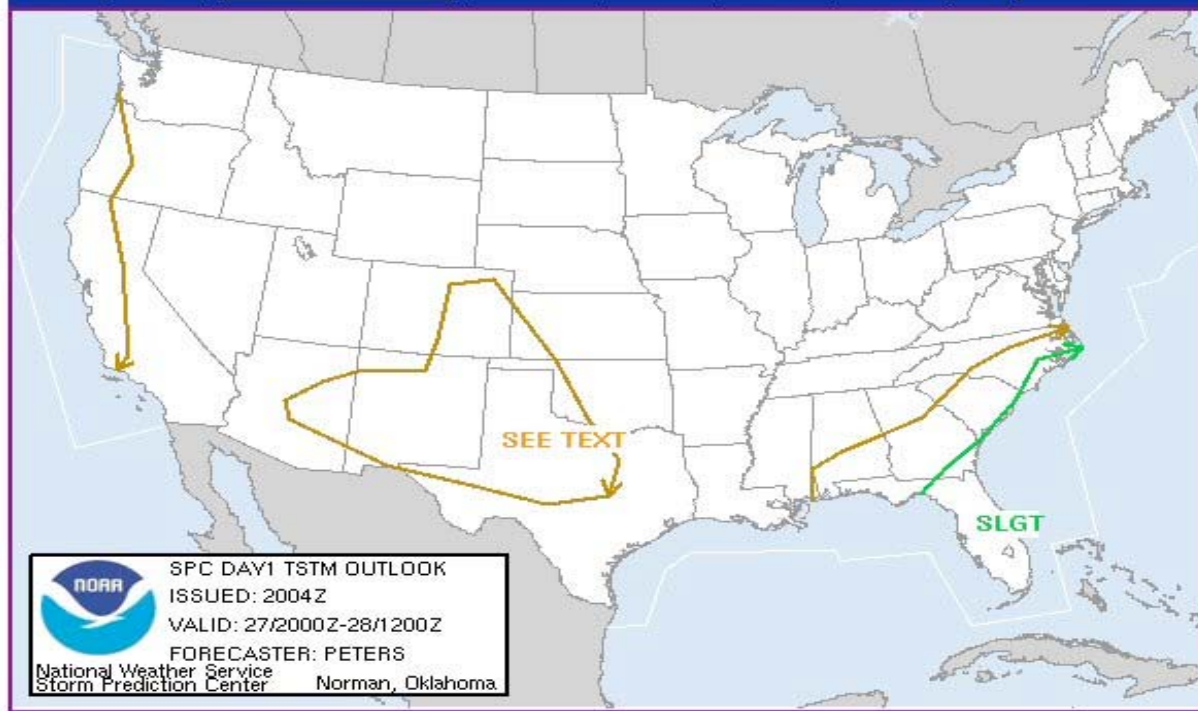 SEE TEXT
SLGT
NOAA
SPC DAY1 TSTM OUTLOOK
ISSUED: 2004Z
VALID: 27/2000Z-28/1200Z
FORECASTER: PETERS
National Weather Service
Storm Prediction Center Norman, Oklahoma